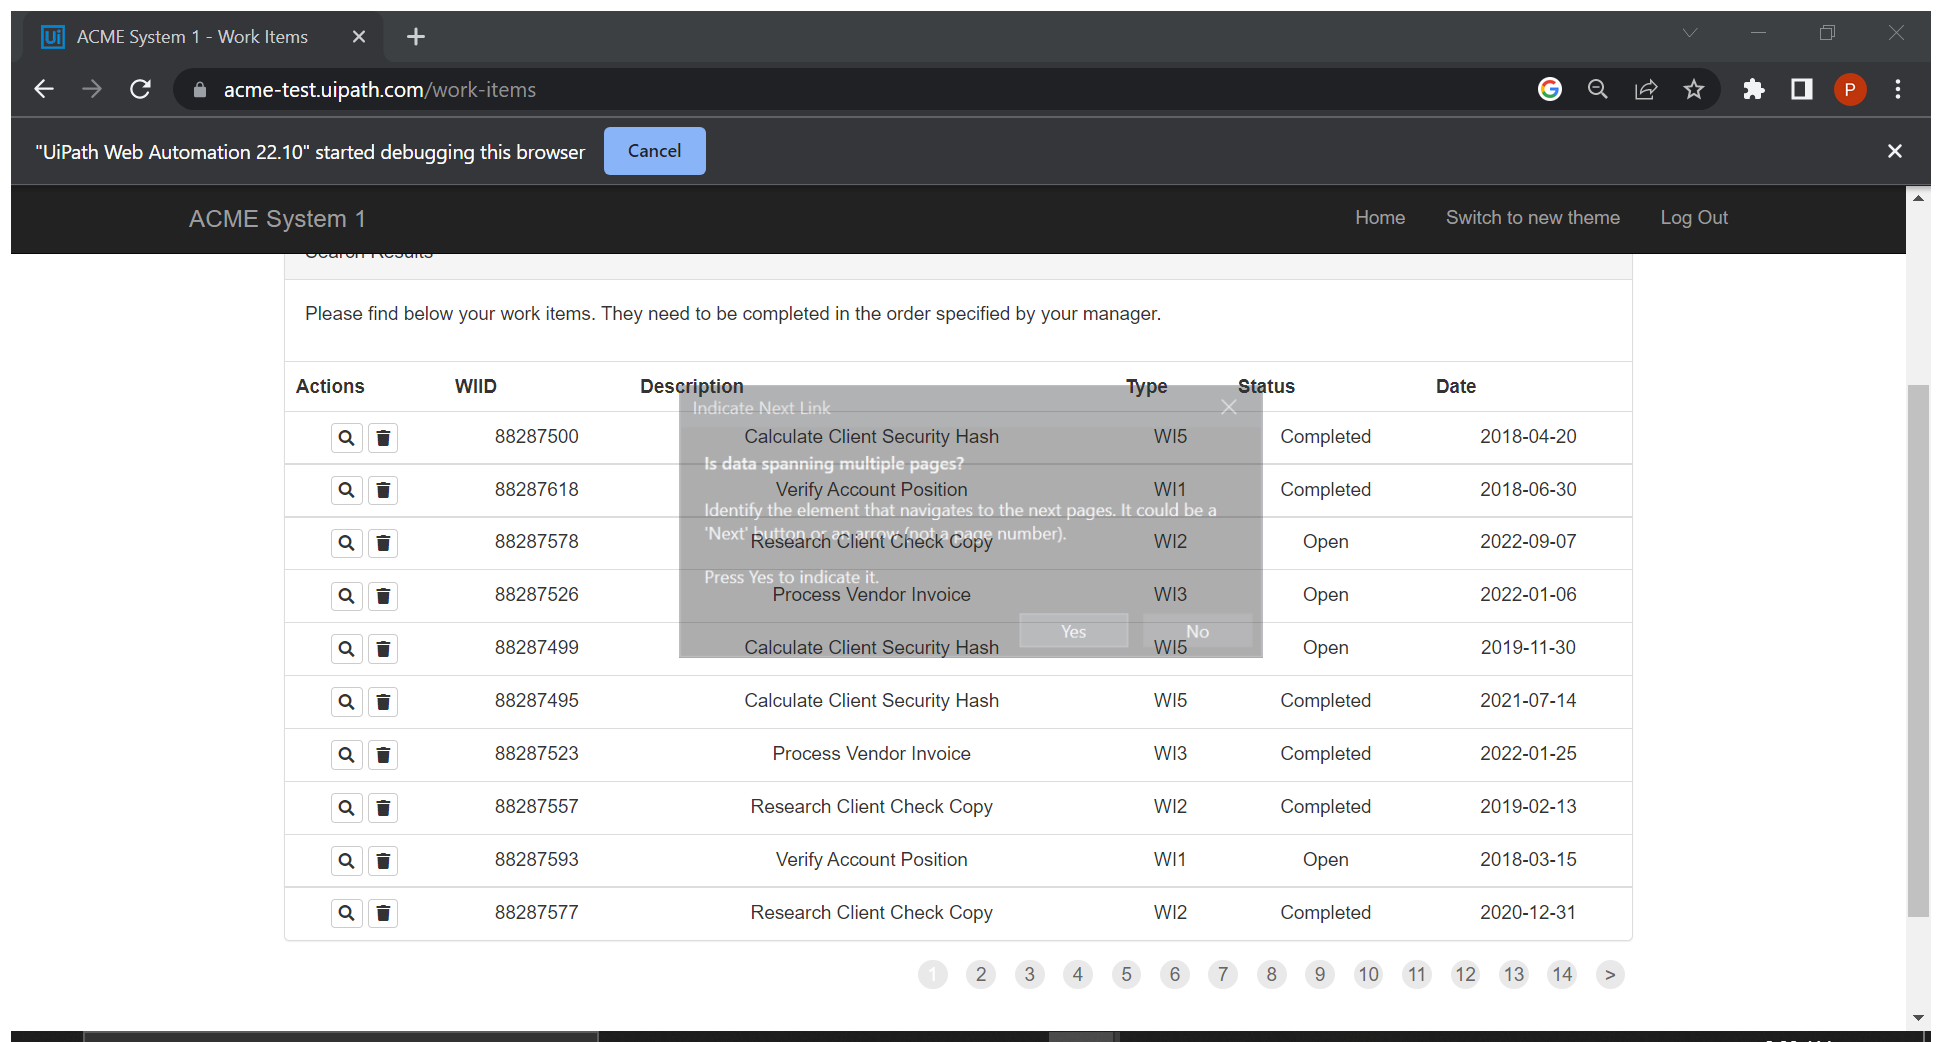 Ui ACME System 1 - Work Items
acme-test.uipath.com/work-items
P
"UiPath Web Automation 22.10" started debugging this browser Cancel
ACME System 1 Home Switch to new theme Log Out
Search Results
Please find below your work items. They need to be completed in the order specified by your manager.
Actions WIID Description Type Status Date
Indicate Next Link
88287500 Calculate Client Security Hash WI5 Completed 2018-04-20
Is data spanning multiple pages?
88287618 Verify Account Position WI1 Completed 2018-06-30
Identify the element that navigates to the next pages. It could be a
'Next' button or an arrow (not a page number).
88287578 Research Client Check Copy WI2 Open 2022-09-07
Press Yes to indicate it.
88287526 Process Vendor Invoice WI3 Open 2022-01-06
Yes No
88287499 Calculate Client Security Hash WI5 Open 2019-11-30
88287495 Calculate Client Security Hash WI5 Completed 2021-07-14
88287523 Process Vendor Invoice WI3 Completed 2022-01-25
88287557 Research Client Check Copy WI2 Completed 2019-02-13
88287593 Verify Account Position WI1 Open 2018-03-15
88287577 Research Client Check Copy WI2 Completed 2020-12-31
1 2 3 4 5 6 7 8 9 10 11 12 13 14 >